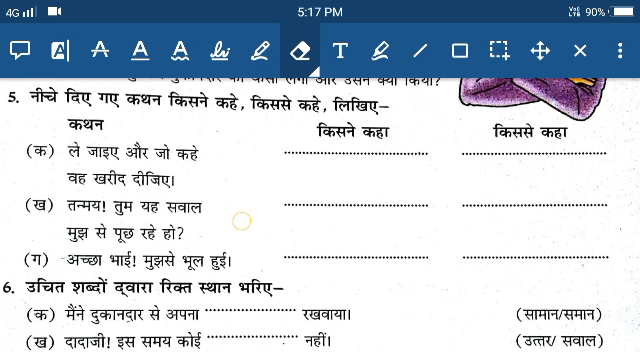 4G 5:17 PM VoLTE 90%
5. नीचे दिए गए कथन किसने कहे, किससे कहे, लिखिए–
कथन किसने कहा किससे कहा
(क) ले जाइए और जो कहे .......... ..........
वह खरीद दीजिए।
(ख) तन्मय! तुम यह सवाल .......... ..........
मुझ से पूछ रहे हो?
(ग) अच्छा भाई! मुझसे भूल हुई। .......... ..........
6. उचित शब्दों द्वारा रिक्त स्थान भरिए–
(क) मैंने दुकानदार से अपना .......... रखवाया। (सामान/समान)
(ख) दादाजी! इस समय कोई .......... नहीं। (उत्तर/ सवाल)